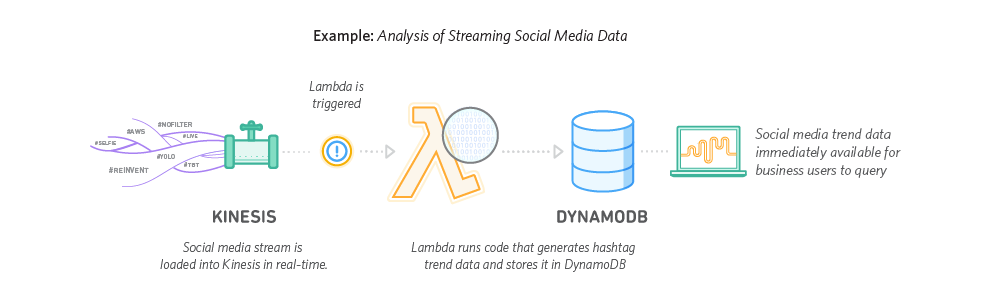 Example: Analysis of Streaming Social Media Data
Lambda is
triggered
#NOFILTER
#AWS
#LIVE
#SELFIE
#YOLO
#TBT
#REINVENT
Social media trend data
immediately available for
business users to query
KINESIS
DYNAMODB
Social media stream is
loaded into Kinesis in real-time.
Lambda runs code that generates hashtag
trend data and stores it in DynamoDB